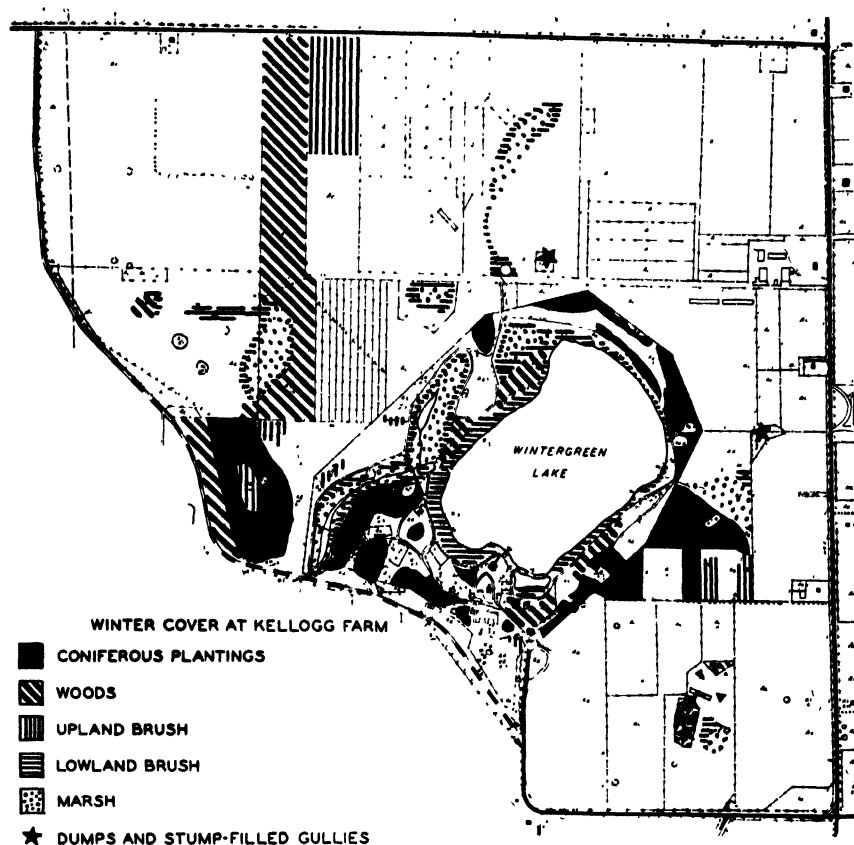 WINTERGREEN
LAKE
WINTER COVER AT KELLOGG FARM
CONIFEROUS PLANTINGS
WOODS
UPLAND BRUSH
LOWLAND BRUSH
MARSH
DUMPS AND STUMP-FILLED GULLIES